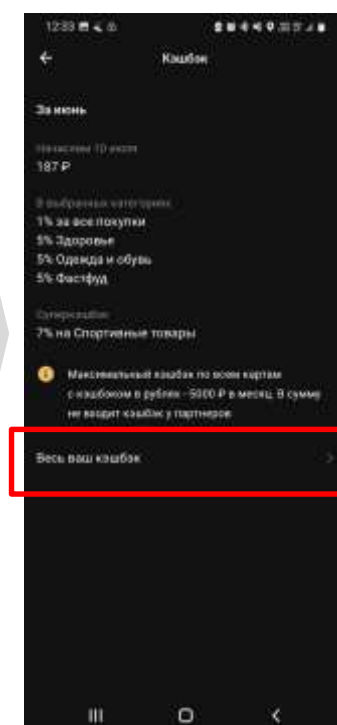 12:33
Кэшбэк
За июнь
Начислим 10 июля
187 ₽
В выбранных категориях
1% за все покупки
5% Здоровье
5% Одежда и обувь
5% Фастфуд
Суперкэшбэк
7% на Спортивные товары
Максимальный кэшбэк по всем картам
с кэшбэком в рублях - 5000 ₽ в месяц. В сумму
не входит кэшбэк у партнеров
Весь ваш кэшбэк